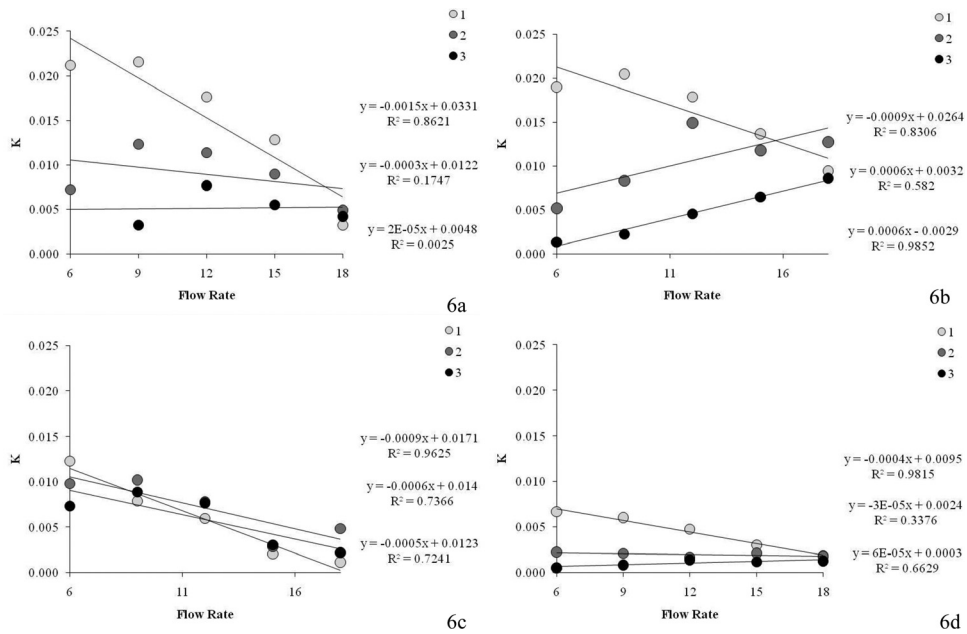 1
2
3
0.025
0.020
0.015
0.010
0.005
0.000
K
6
9
12
15
18
Flow Rate
y = -0.0015x + 0.0331
R² = 0.8621
y = -0.0003x + 0.0122
R² = 0.1747
y = 2E-05x + 0.0048
R² = 0.0025
6a
1
2
3
0.025
0.020
0.015
0.010
0.005
0.000
K
6
11
16
Flow Rate
y = -0.0009x + 0.0264
R² = 0.8306
y = 0.0006x + 0.0032
R² = 0.582
y = 0.0006x - 0.0029
R² = 0.9852
6b
1
2
3
0.025
0.020
0.015
0.010
0.005
0.000
K
6
11
16
Flow Rate
y = -0.0009x + 0.0171
R² = 0.9625
y = -0.0006x + 0.014
R² = 0.7366
y = -0.0005x + 0.0123
R² = 0.7241
6c
1
2
3
0.025
0.020
0.015
0.010
0.005
0.000
K
6
9
12
15
18
Flow Rate
y = -0.0004x + 0.0095
R² = 0.9815
y = -3E-05x + 0.0024
R² = 0.3376
y = 6E-05x + 0.0003
R² = 0.6629
6d